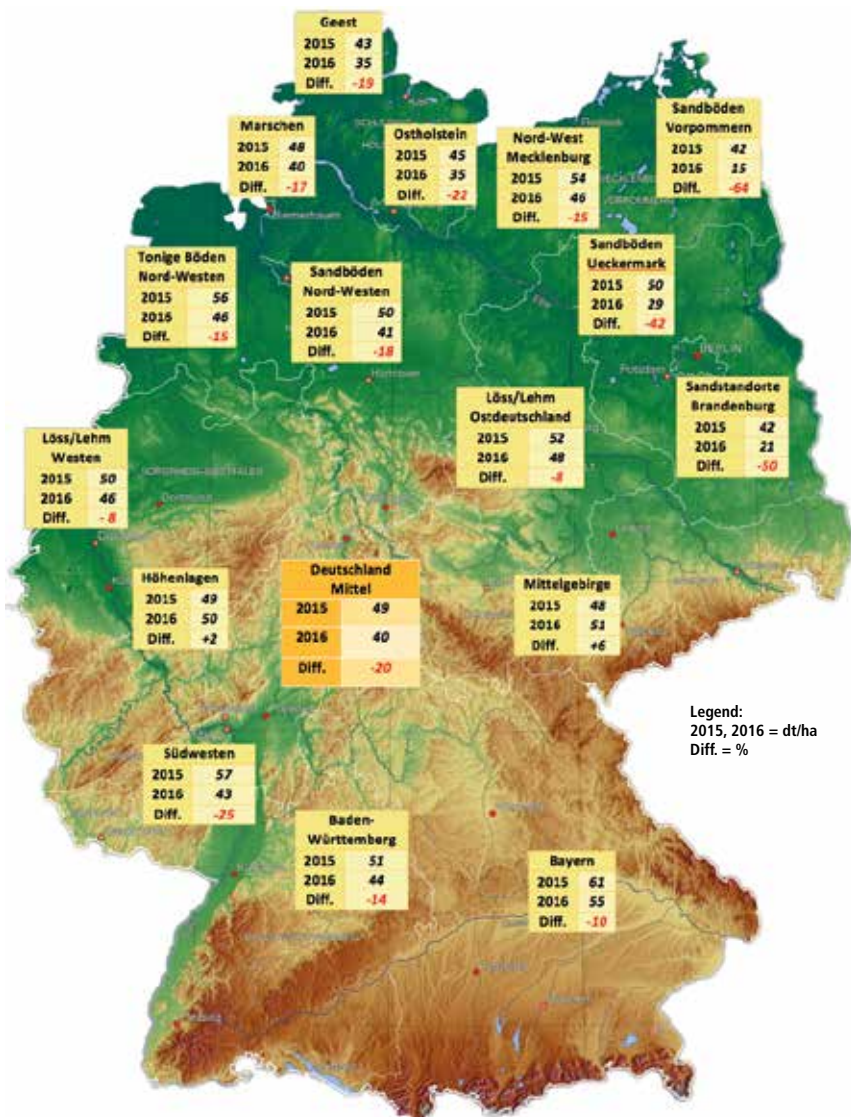 Geest
2015 43
2016 35
Diff. -19
Marschen
2015 48
2016 40
Diff. -17
Ostholstein
2015 45
2016 35
Diff. -22
Nord-West
Mecklenburg
2015 54
2016 46
Diff. -15
Sandböden
Vorpommern
2015 42
2016 15
Diff. -64
Tonige Böden
Nord-Westen
2015 56
2016 46
Diff. -15
Sandböden
Nord-Westen
2015 50
2016 41
Diff. -18
Sandböden
Ueckermark
2015 50
2016 29
Diff. -42
BERLIN
Potsdam
Hannover
Löss/Lehm
Westen
2015 50
2016 46
Diff. - 8
Löss/Lehm
Ostdeutschland
2015 52
2016 48
Diff. -8
Sandstandorte
Brandenburg
2015 42
2016 21
Diff. -50
NORDRHEIN-WESTFALEN
Dortmund
Höhenlagen
2015 49
2016 50
Diff. +2
Deutschland
Mittel
2015 49
2016 40
Diff. -20
Mittelgebirge
2015 48
2016 51
Diff. +6
Legend:
2015, 2016 = dt/ha
Diff. = %
Südwesten
2015 57
2016 43
Diff. -25
Baden-
Württemberg
2015 51
2016 44
Diff. -14
Bayern
2015 61
2016 55
Diff. -10